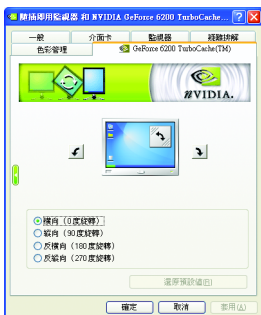 隨插即用監視器 和 NVIDIA GeForce 6200 TurboCache...
一般 介面卡 監視器 疑難排解
色彩管理 GeForce 6200 TurboCache(TM)
NVIDIA.
橫向 (0度旋轉)
縱向 (90度旋轉)
反橫向 (180度旋轉)
反縱向 (270度旋轉)
還原預設值(R)
確定 取消 套用(A)